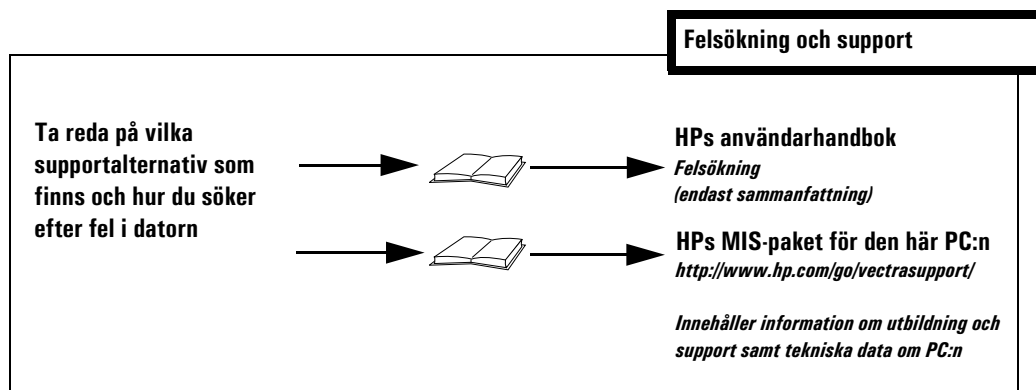 Felsökning och support
Ta reda på vilka
supportalternativ som
finns och hur du söker
efter fel i datorn
HPs användarhandbok
Felsökning
(endast sammanfattning)
HPs MIS-paket för den här PC:n
http://www.hp.com/go/vectrasupport/
Innehåller information om utbildning och
support samt tekniska data om PC:n